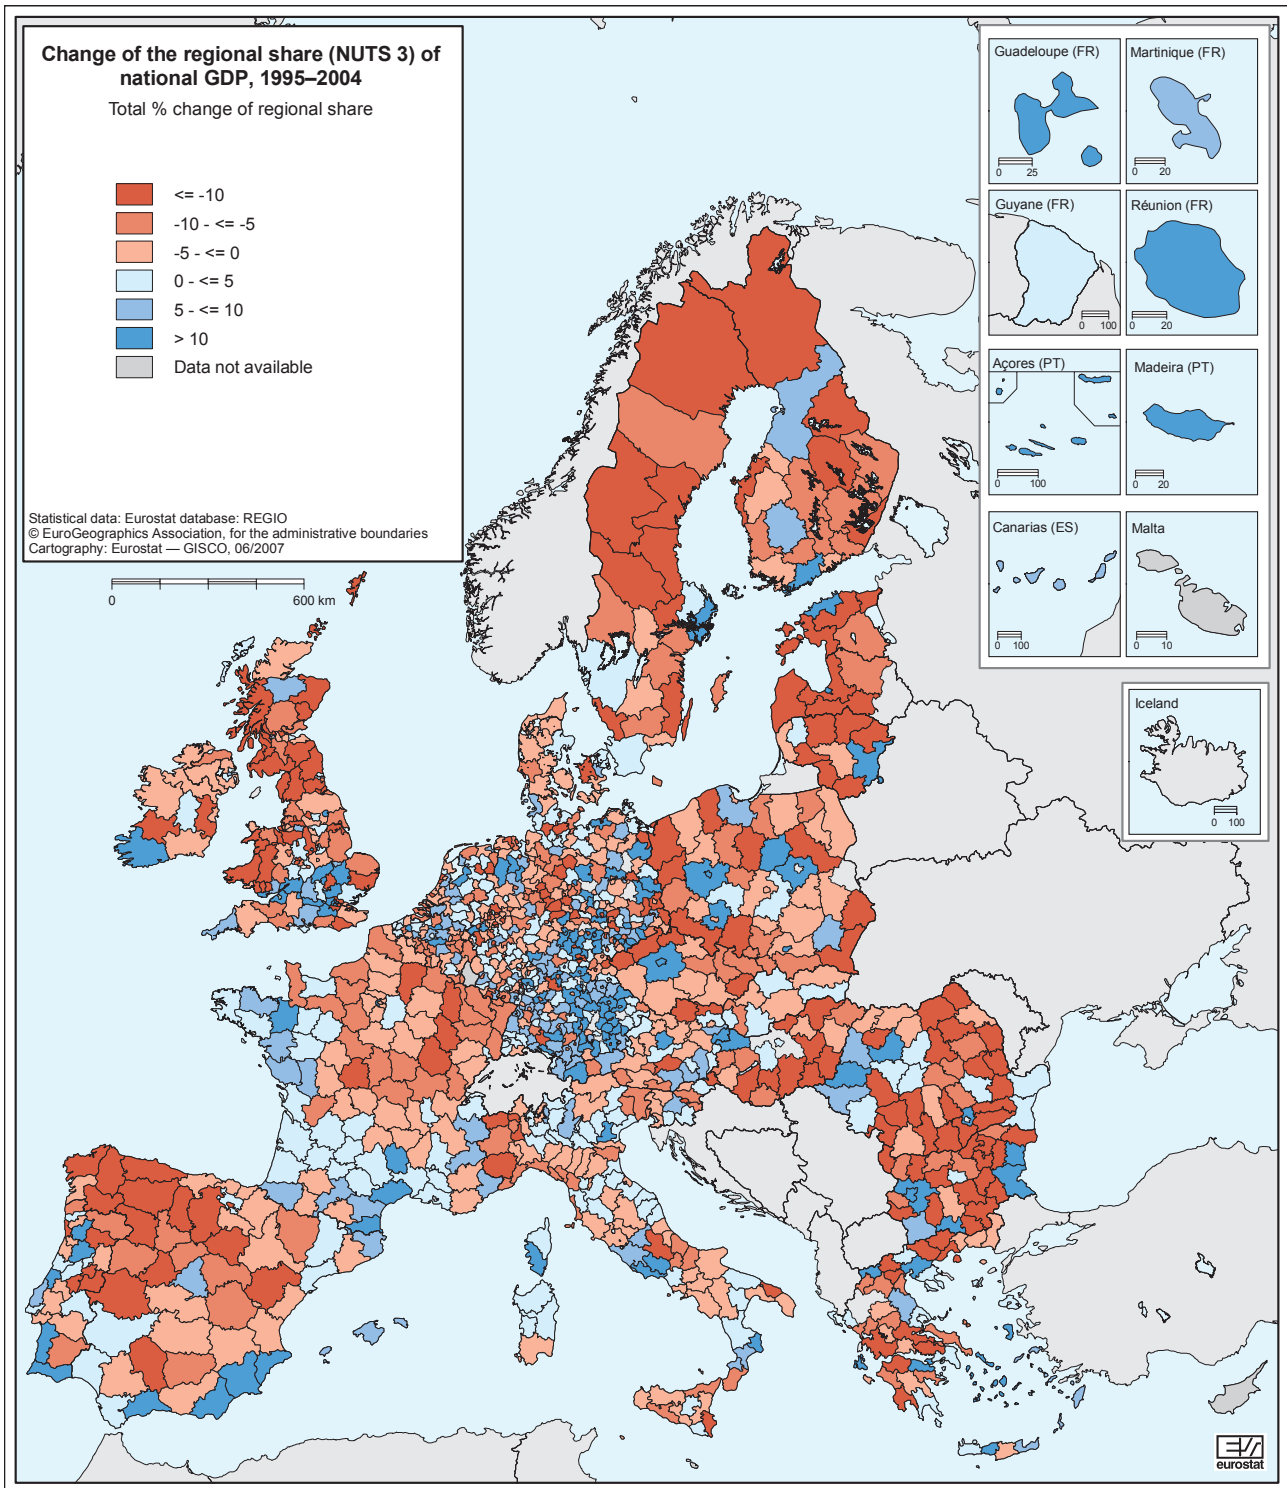 Change of the regional share (NUTS 3) of
national GDP, 1995–2004
Total % change of regional share
<= -10
-10 - <= -5
-5 - <= 0
0 - <= 5
5 - <= 10
> 10
Data not available
Statistical data: Eurostat database: REGIO
© EuroGeographics Association, for the administrative boundaries
Cartography: Eurostat — GISCO, 06/2007
0 600 km
Guadeloupe (FR)
0 25
Martinique (FR)
0 20
Guyane (FR)
0 100
Réunion (FR)
0 20
Açores (PT)
0 100
Madeira (PT)
0 20
Canarias (ES)
0 100
Malta
0 10
Iceland
0 100
eurostat